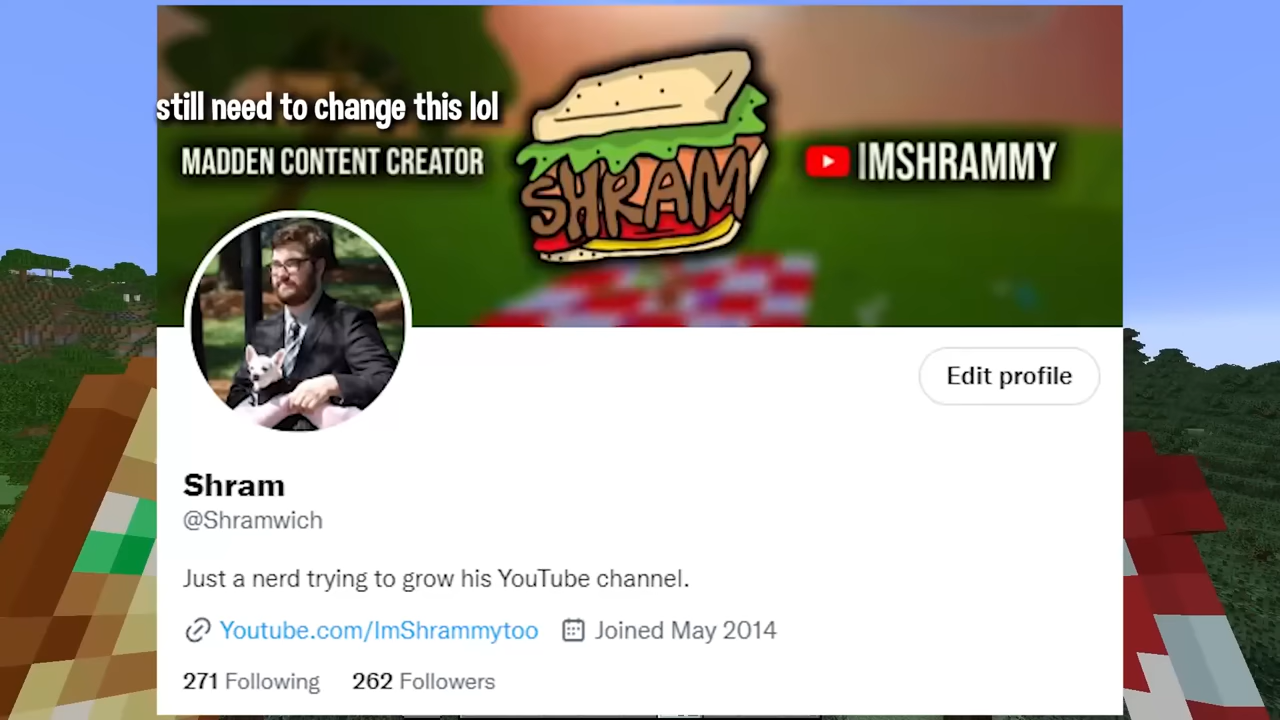 still need to change this lol
MADDEN CONTENT CREATOR
SHRAM
IMSHRAMMY
Edit profile
Shram
@Shramwich
Just a nerd trying to grow his YouTube channel.
Youtube.com/ImShrammytoo Joined May 2014
271 Following 262 Followers